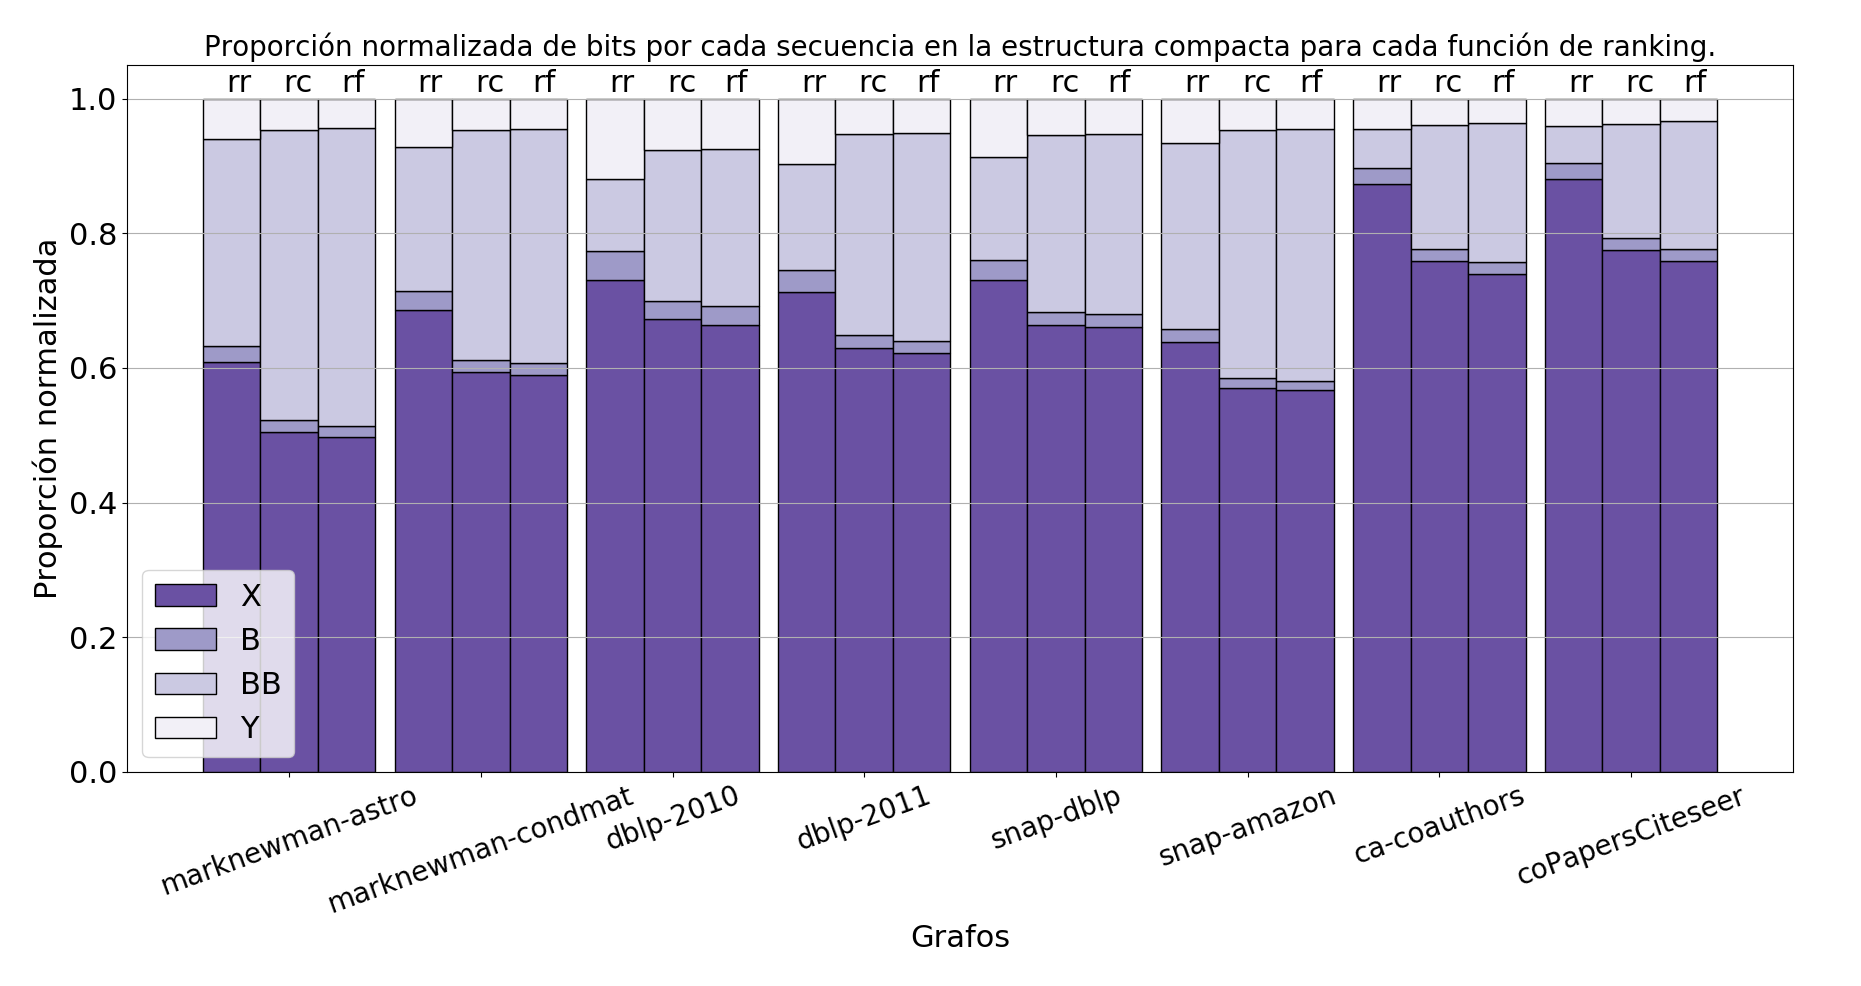 Proporción normalizada de bits por cada secuencia en la estructura compacta para cada función de ranking.
rr rc rf rr rc rf rr rc rf rr rc rf rr rc rf rr rc rf rr rc rf rr rc rf
Proporción normalizada
1.0
0.8
0.6
0.4
0.2
0.0
X
B
BB
Y
marknewman-astro
marknewman-condmat
dblp-2010
dblp-2011
snap-dblp
snap-amazon
ca-coauthors
coPapersCiteseer
Grafos